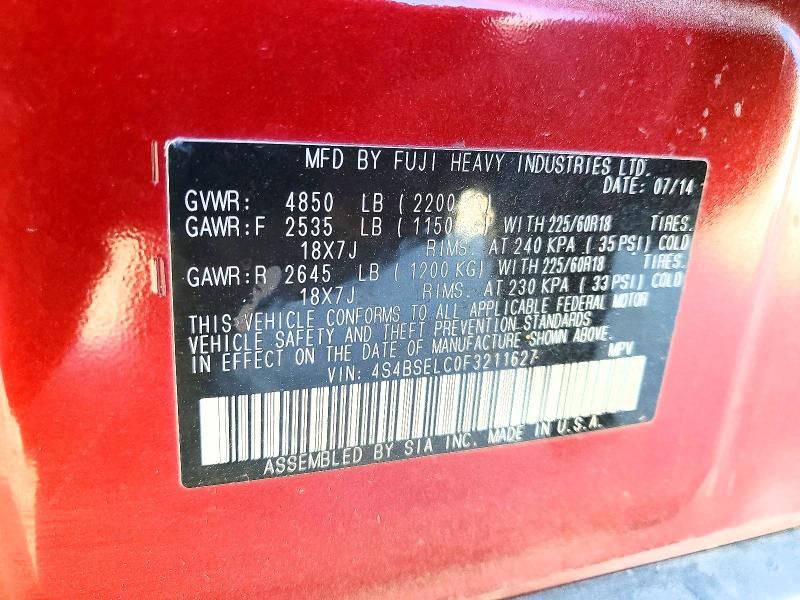 MFD BY FUJI HEAVY INDUSTRIES LTD.
DATE: 07/14
GVWR: 4850 LB (2200 KG)
GAWR:F 2535 LB (1150 KG) WITH 225/60R18 TIRES.
18X7J RIMS. AT 240 KPA (35 PSI) COLD
GAWR:R 2645 LB (1200 KG) WITH 225/60R18 TIRES.
18X7J RIMS. AT 230 KPA (33 PSI) COLD
THIS VEHICLE CONFORMS TO ALL APPLICABLE FEDERAL MOTOR
VEHICLE SAFETY AND THEFT PREVENTION STANDARDS
IN EFFECT ON THE DATE OF MANUFACTURE SHOWN ABOVE.
VIN: 4S4BSELC0F3211627 MPV
ASSEMBLED BY SIA INC. MADE IN U.S.A.